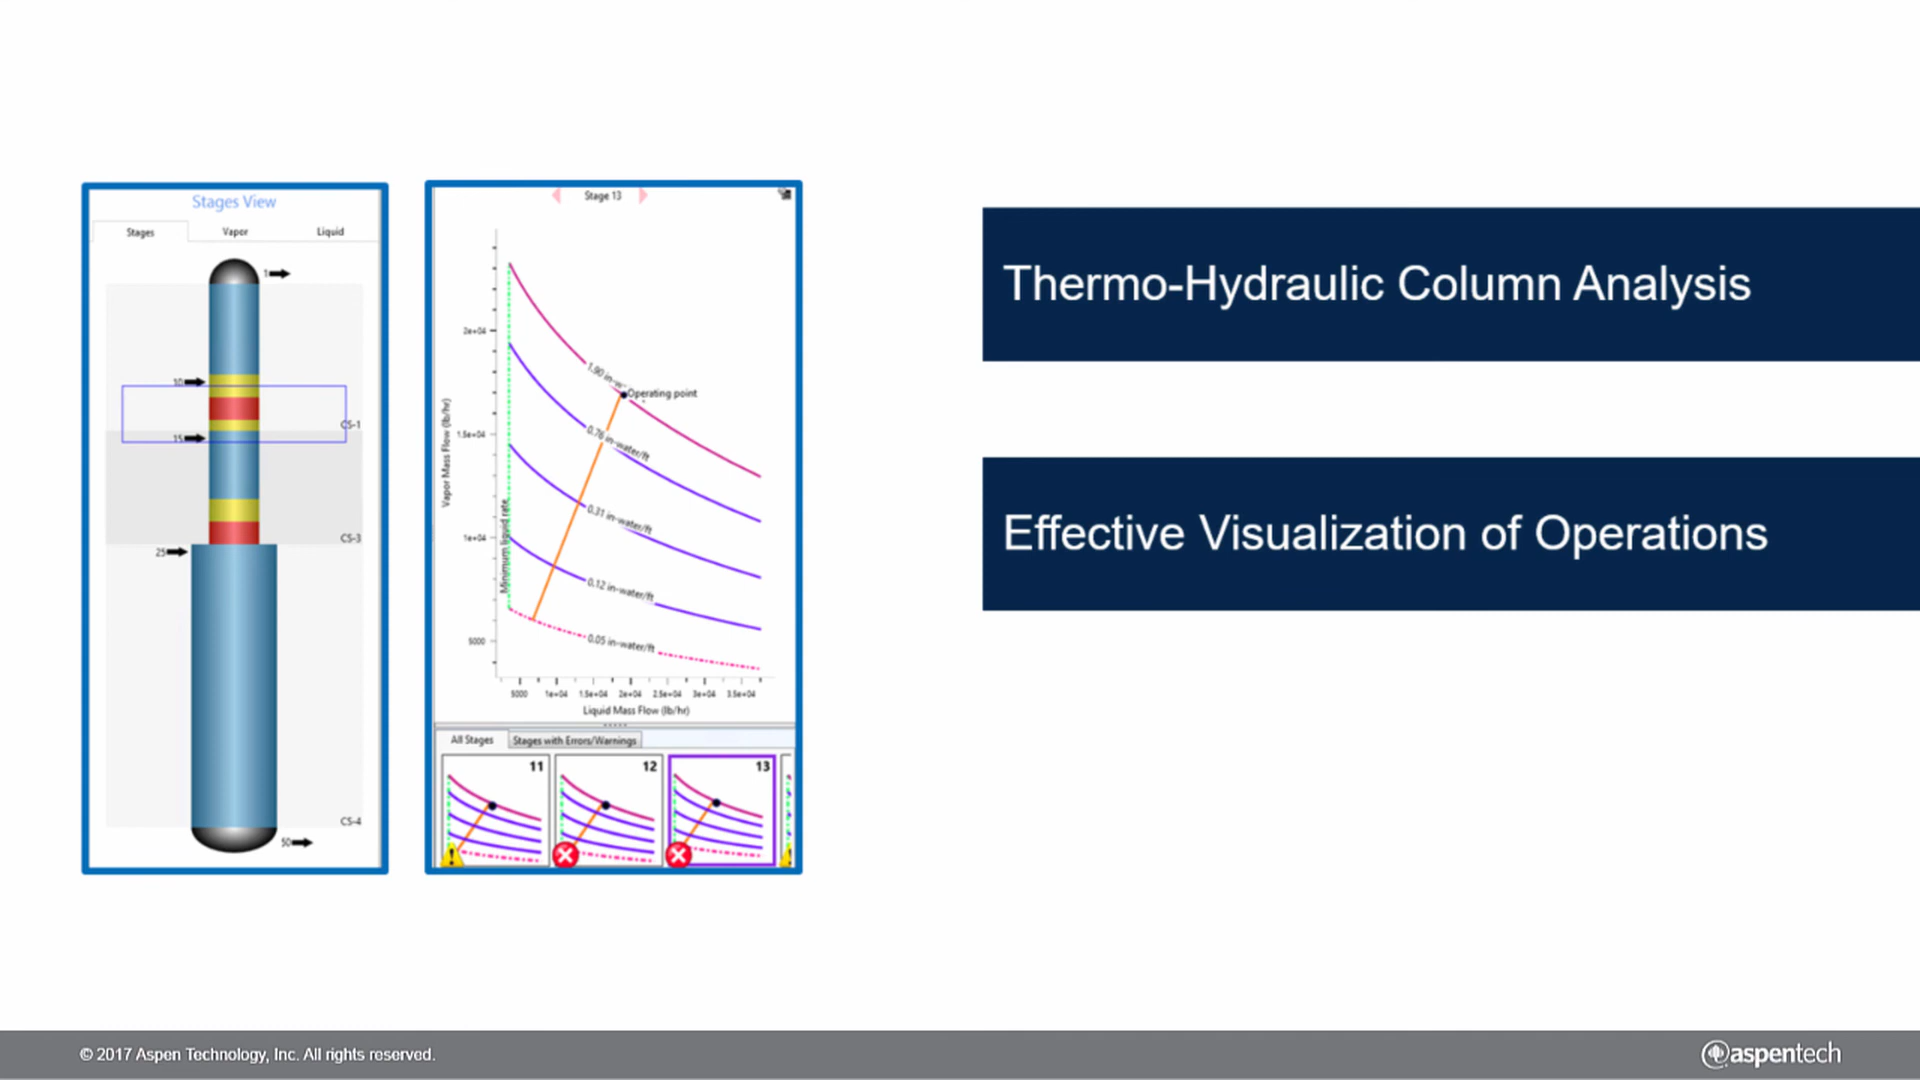 Stages View
Stages
Vapor
Liquid
1
10
CS-1
15
CS-3
25
CS-4
50
Stage 13
2e+04
1.5e+04
1e+04
5000
Vapor Mass Flow (lb/hr)
Minimum liquid rate
1.90 in-w
Operating point
0.76 in-water/ft
0.31 in-water/ft
0.12 in-water/ft
0.05 in-water/ft
5000 1e+04 1.5e+04 2e+04 2.5e+04 3e+04 3.5e+04
Liquid Mass Flow (lb/hr)
All Stages
Stages with Errors/Warnings
11
12
13
Thermo-Hydraulic Column Analysis
Effective Visualization of Operations
© 2017 Aspen Technology, Inc. All rights reserved.
aspentech